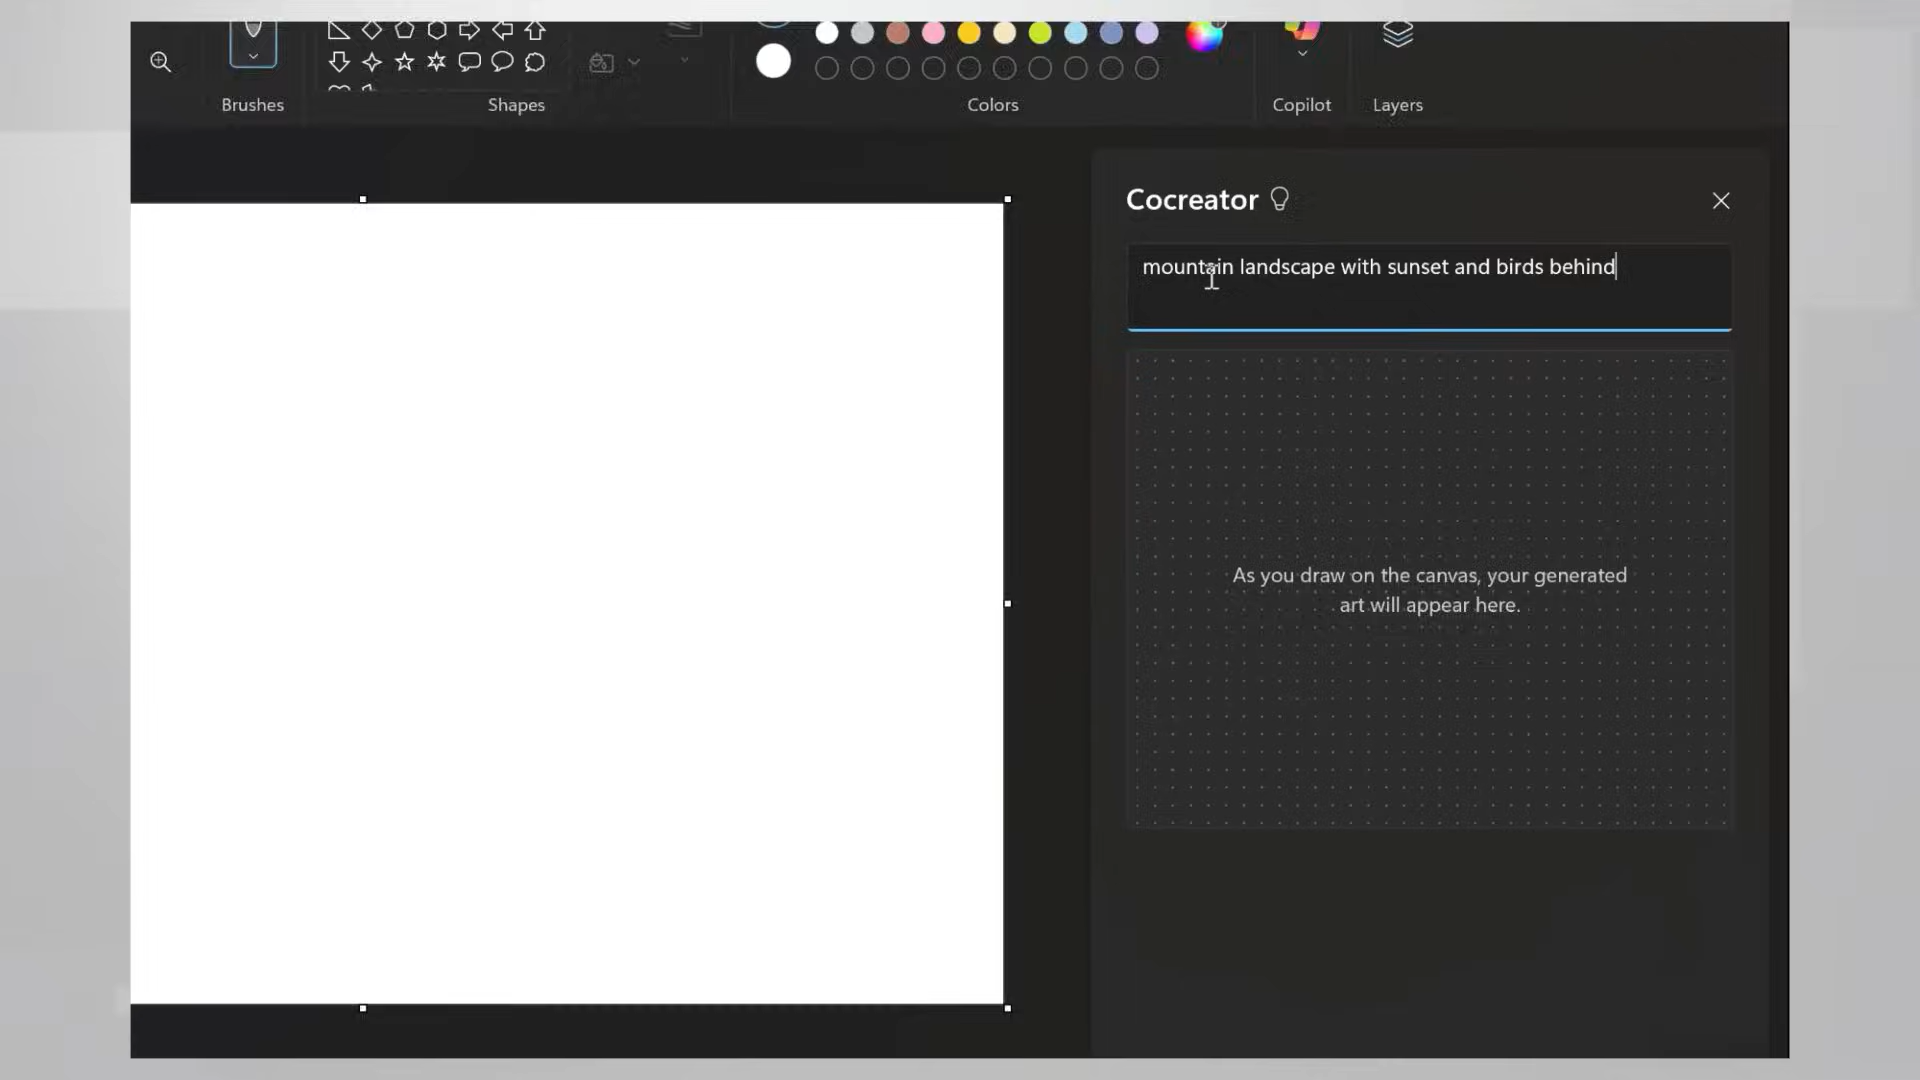 Brushes
Shapes
Colors
Copilot
Layers
Cocreator
mountain landscape with sunset and birds behind
As you draw on the canvas, your generated
art will appear here.